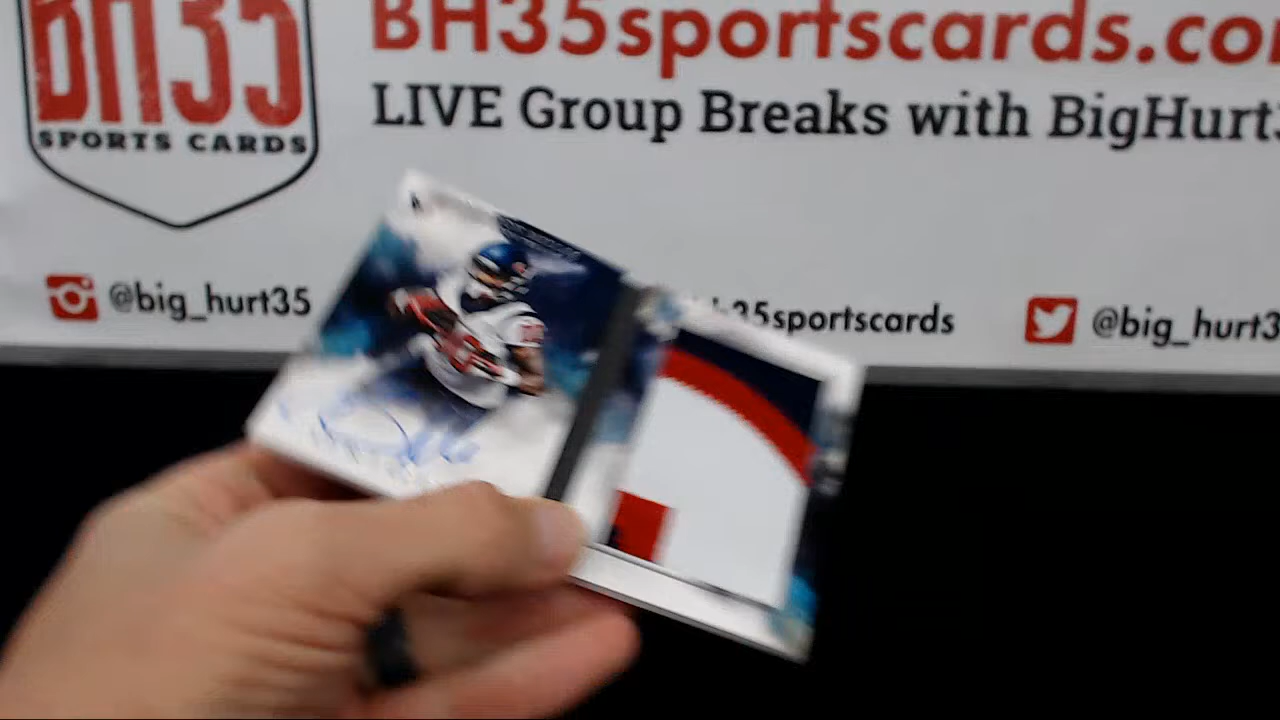 BH35
SPORTS CARDS
BH35sportscards.co
LIVE Group Breaks with BigHurt
@big_hurt35
35sportscards
@big_hurt3